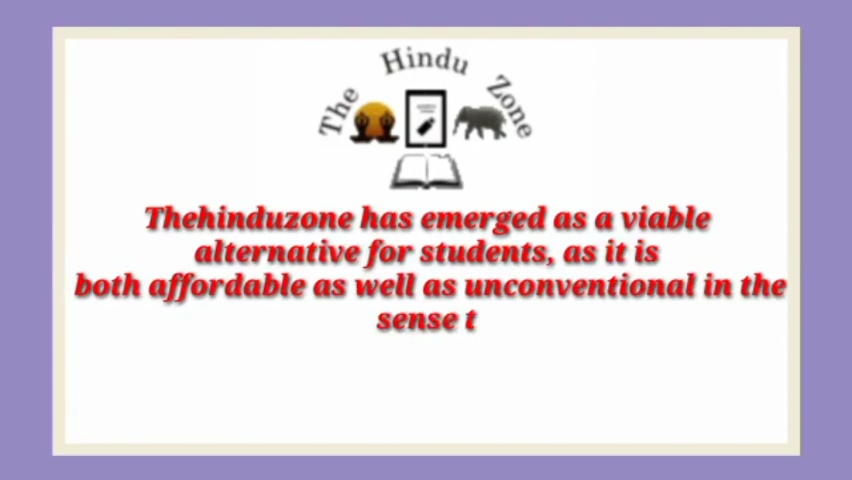 The Hindu Zone
Thehinduzone has emerged as a viable
alternative for students, as it is
both affordable as well as unconventional in the
sense t